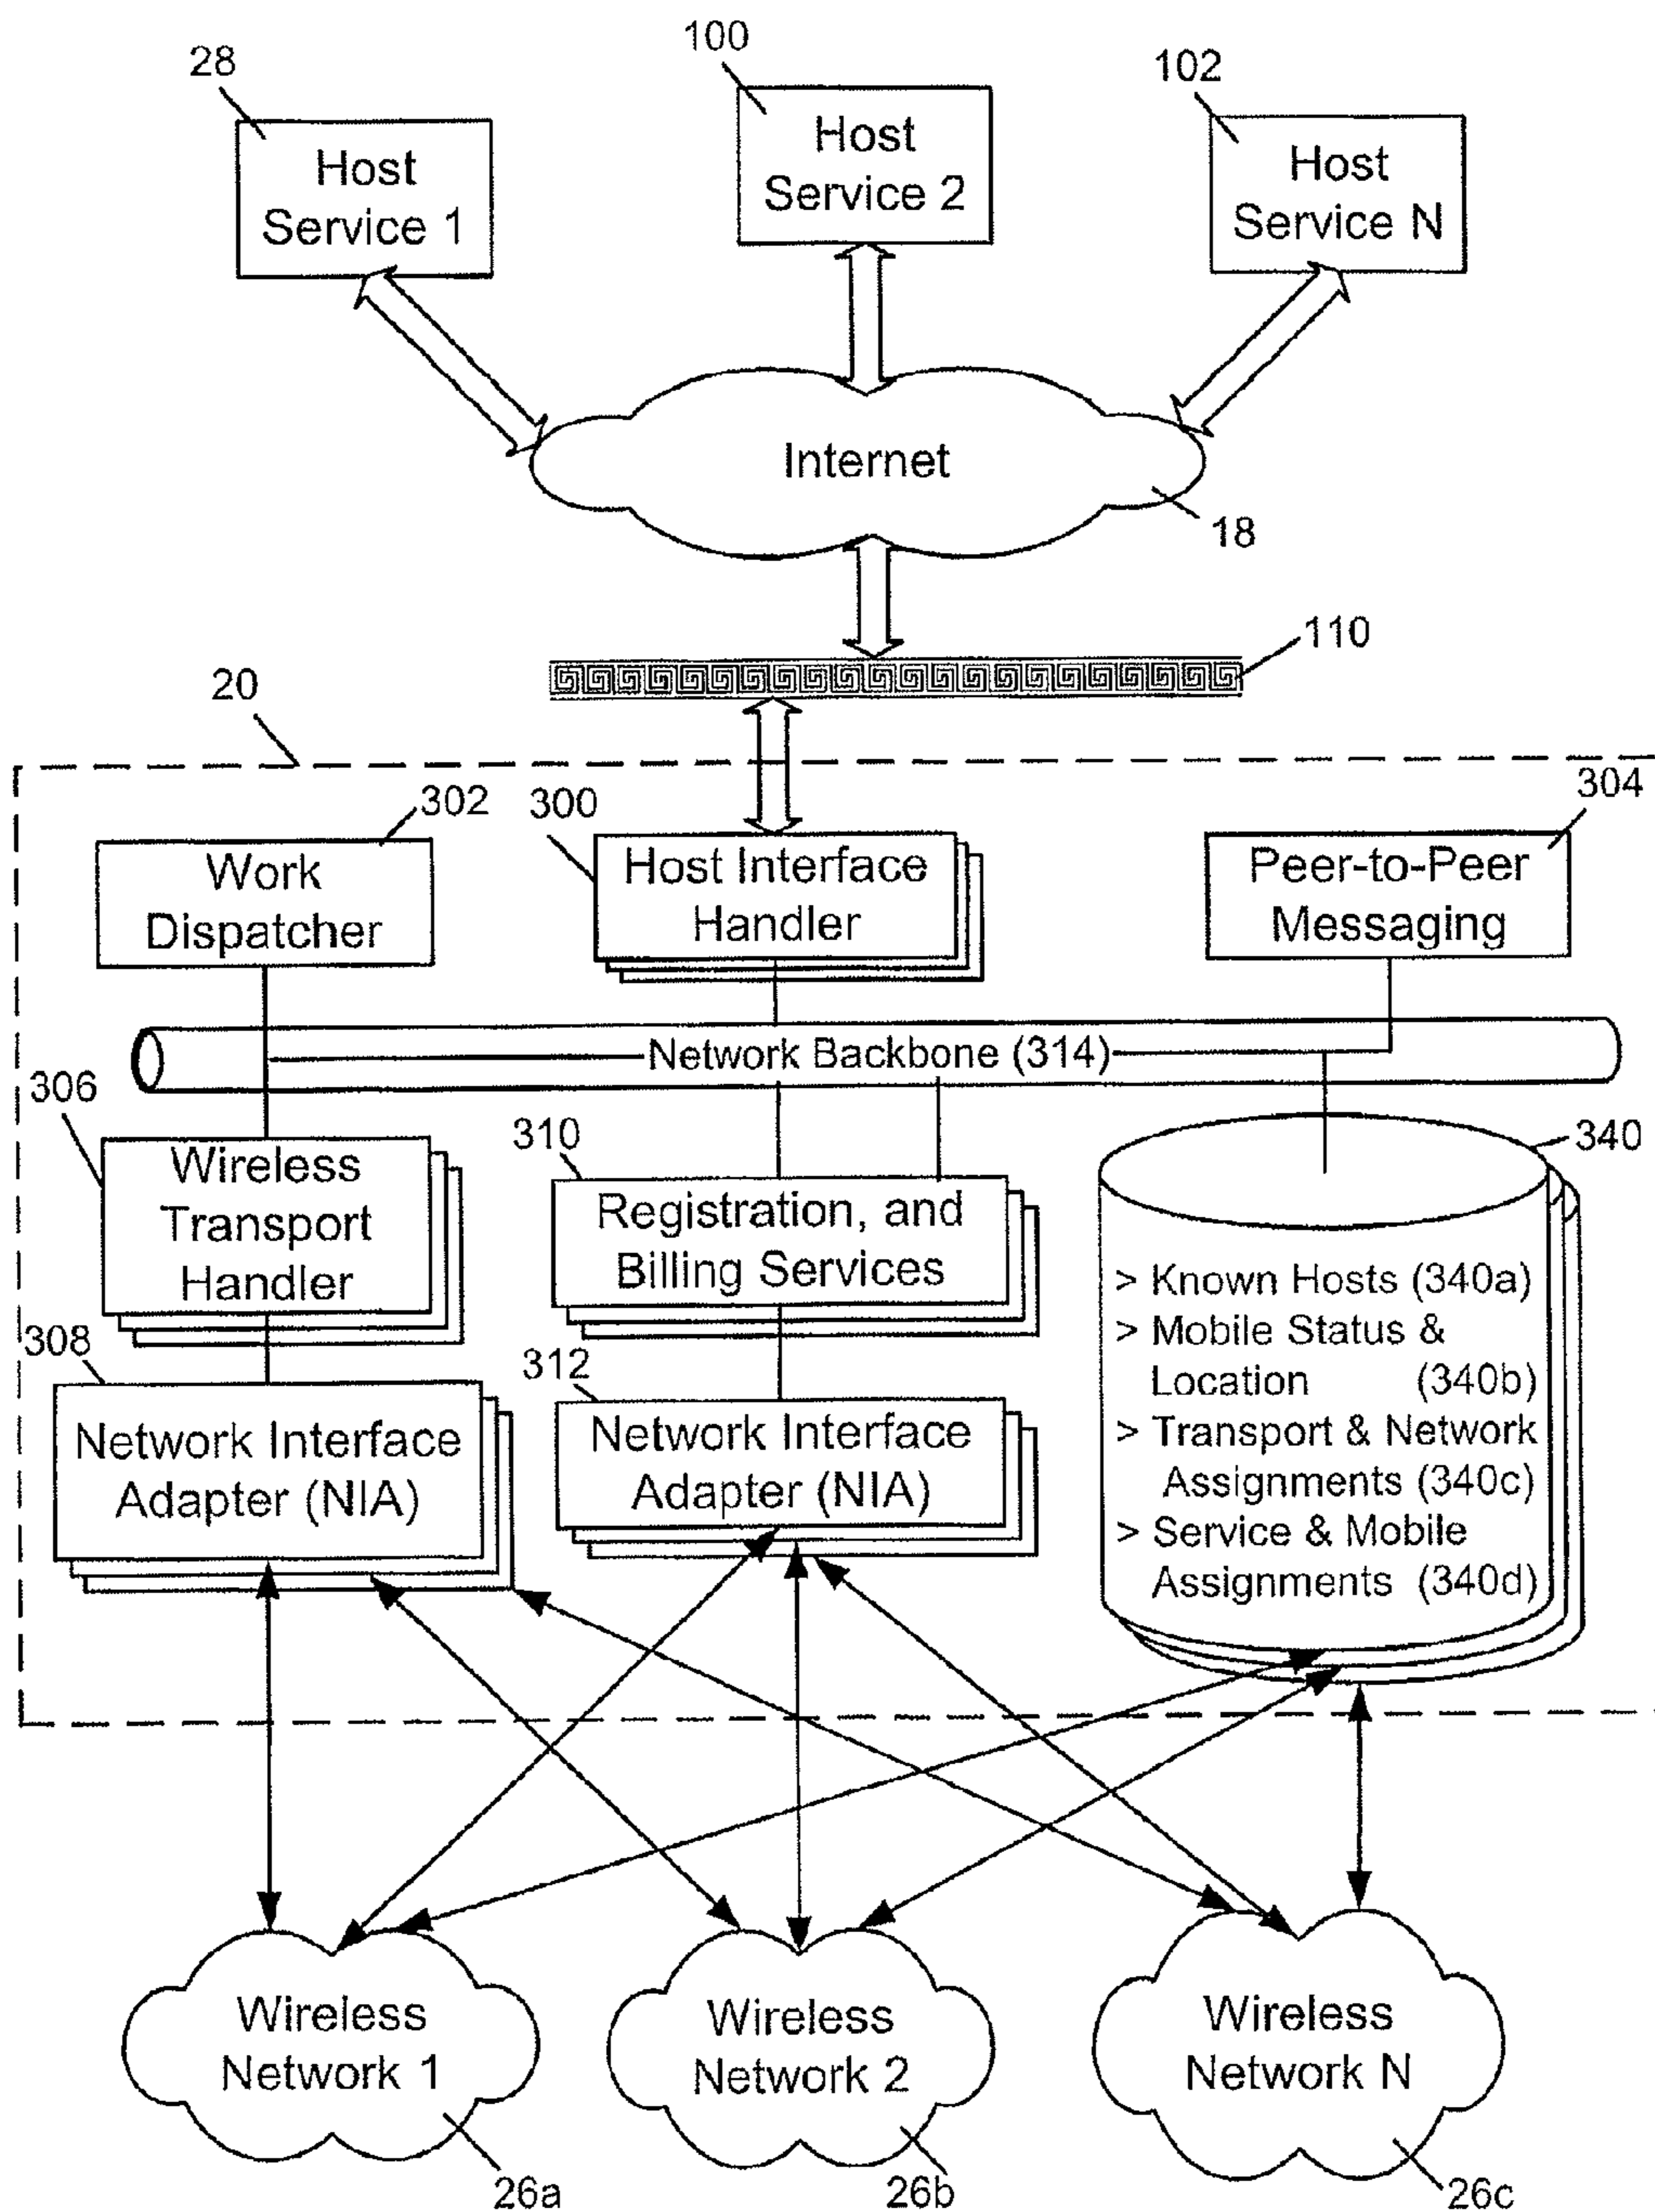 28
100
102
Host
Service 1
Host
Service 2
Host
Service N
Internet
18
110
20
302
300
304
Work
Dispatcher
Host Interface
Handler
Peer-to-Peer
Messaging
Network Backbone (314)
306
310
340
Wireless
Transport
Handler
Registration, and
Billing Services
> Known Hosts (340a)
> Mobile Status &
Location (340b)
> Transport & Network
Assignments (340c)
> Service & Mobile
Assignments (340d)
308
312
Network Interface
Adapter (NIA)
Network Interface
Adapter (NIA)
Wireless
Network 1
Wireless
Network 2
Wireless
Network N
26a
26b
26c